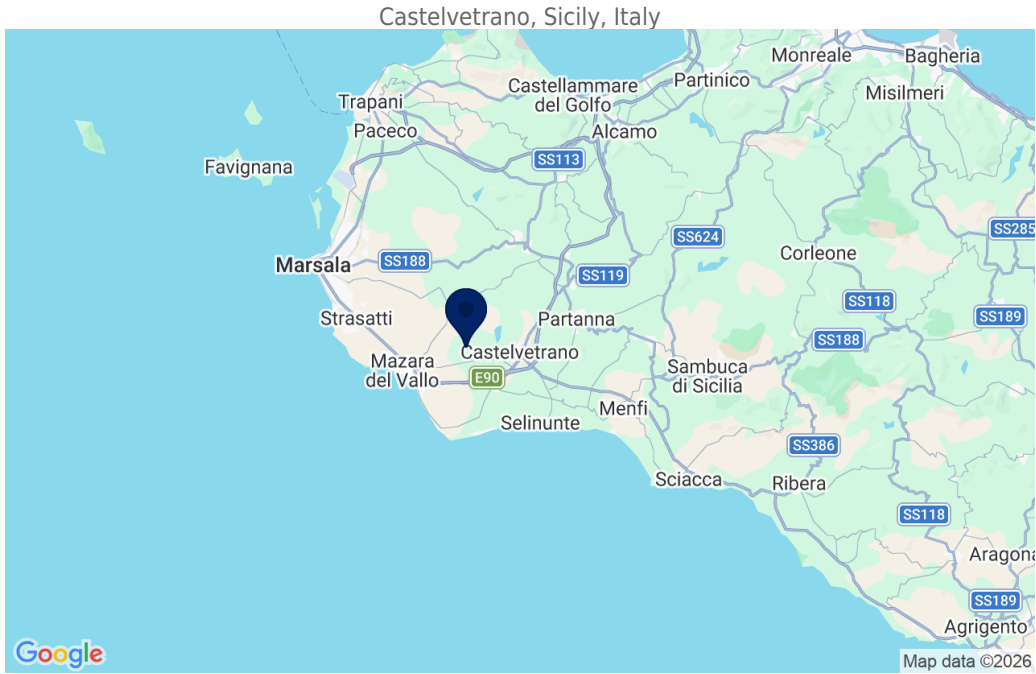 Castelvetrano, Sicily, Italy
Monreale
Bagheria
Castellammare
del Golfo
Partinico
Misilmeri
Trapani
Paceco
Alcamo
SS113
Favignana
SS285
SS624
Corleone
Marsala
SS188
SS119
SS118
Strasatti
Partanna
SS189
SS188
Castelvetrano
Mazara
del Vallo
Sambuca
di Sicilia
E90
Menfi
Selinunte
SS386
Sciacca
Ribera
SS118
Aragona
SS189
Agrigento
Google
Map data ©2026